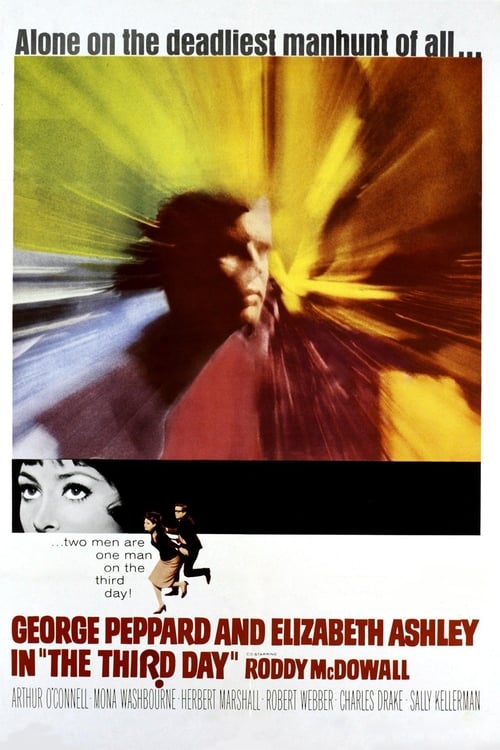 Alone on the deadliest manhunt of all...
...two men are
one man
on the
third
day!
GEORGE PEPPARD AND ELIZABETH ASHLEY
CO-STARRING
IN "THE THIRD DAY" RODDY McDOWALL
ARTHUR O'CONNELL · MONA WASHBOURNE · HERBERT MARSHALL · ROBERT WEBBER · CHARLES DRAKE · SALLY KELLERMAN